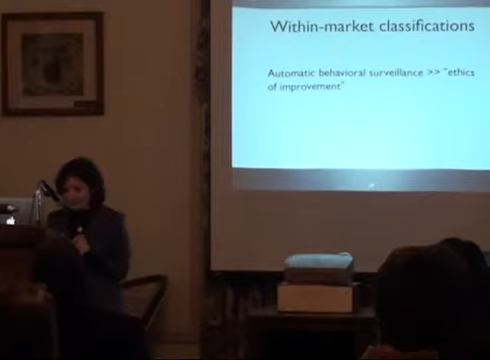 Within-market classifications
Automatic behavioral surveillance >> "ethics
of improvement"